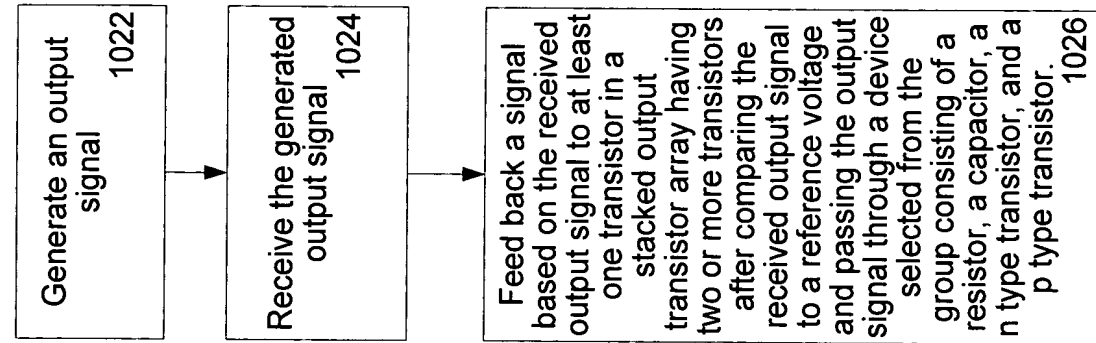 Generate an output
signal
1022
Receive the generated
output signal
1024
Feed back a signal
based on the received
output signal to at least
one transistor in a
stacked output
transistor array having
two or more transistors
after comparing the
received output signal
to a reference voltage
and passing the output
signal through a device
selected from the
group consisting of a
resistor, a capacitor, a
n type transistor, and a
p type transistor.
1026